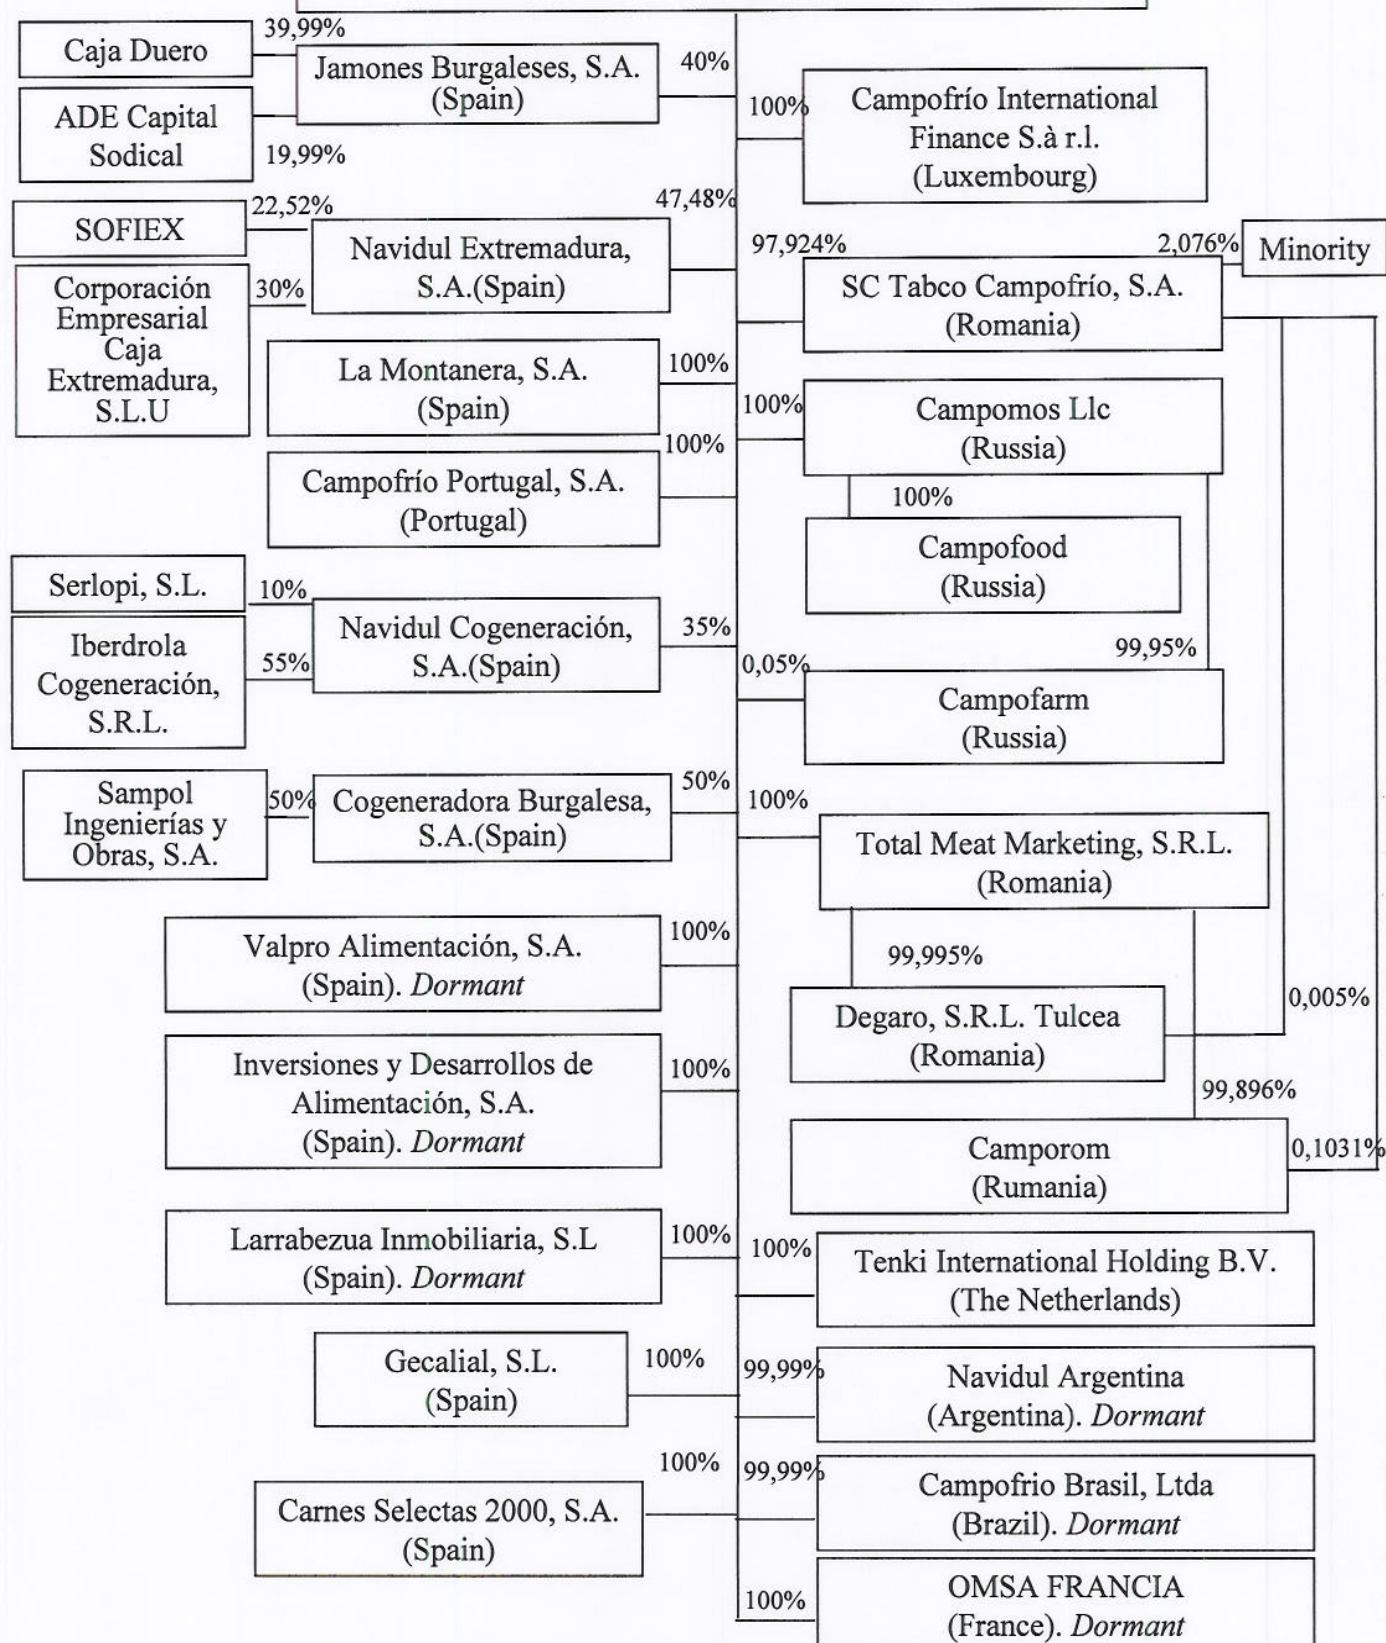 39,99%
Caja Duero
Jamones Burgaleses, S.A.
(Spain)
40%
ADE Capital
Sodical
19,99%
100%
Campofrío International
Finance S.à r.l.
(Luxembourg)
22,52%
SOFIEX
47,48%
Navidul Extremadura,
S.A.(Spain)
30%
Corporación
Empresarial
Caja
Extremadura,
S.L.U
97,924%
2,076%
Minority
SC Tabco Campofrío, S.A.
(Romania)
La Montanera, S.A.
(Spain)
100%
100%
Campomos Llc
(Russia)
100%
Campofrío Portugal, S.A.
(Portugal)
100%
Campofood
(Russia)
Serlopi, S.L.
10%
Navidul Cogeneración,
S.A.(Spain)
35%
Iberdrola
Cogeneración,
S.R.L.
55%
0,05%
99,95%
Campofarm
(Russia)
Sampol
Ingenierías y
Obras, S.A.
50%
Cogeneradora Burgalesa,
S.A.(Spain)
50%
100%
Total Meat Marketing, S.R.L.
(Romania)
Valpro Alimentación, S.A.
(Spain). Dormant
100%
99,995%
Degaro, S.R.L. Tulcea
(Romania)
0,005%
Inversiones y Desarrollos de
Alimentación, S.A.
(Spain). Dormant
100%
99,896%
Camporom
(Rumania)
0,1031%
Larrabezua Inmobiliaria, S.L
(Spain). Dormant
100%
100%
Tenki International Holding B.V.
(The Netherlands)
Gecalial, S.L.
(Spain)
100%
99,99%
Navidul Argentina
(Argentina). Dormant
Carnes Selectas 2000, S.A.
(Spain)
100%
99,99%
Campofrio Brasil, Ltda
(Brazil). Dormant
100%
OMSA FRANCIA
(France). Dormant